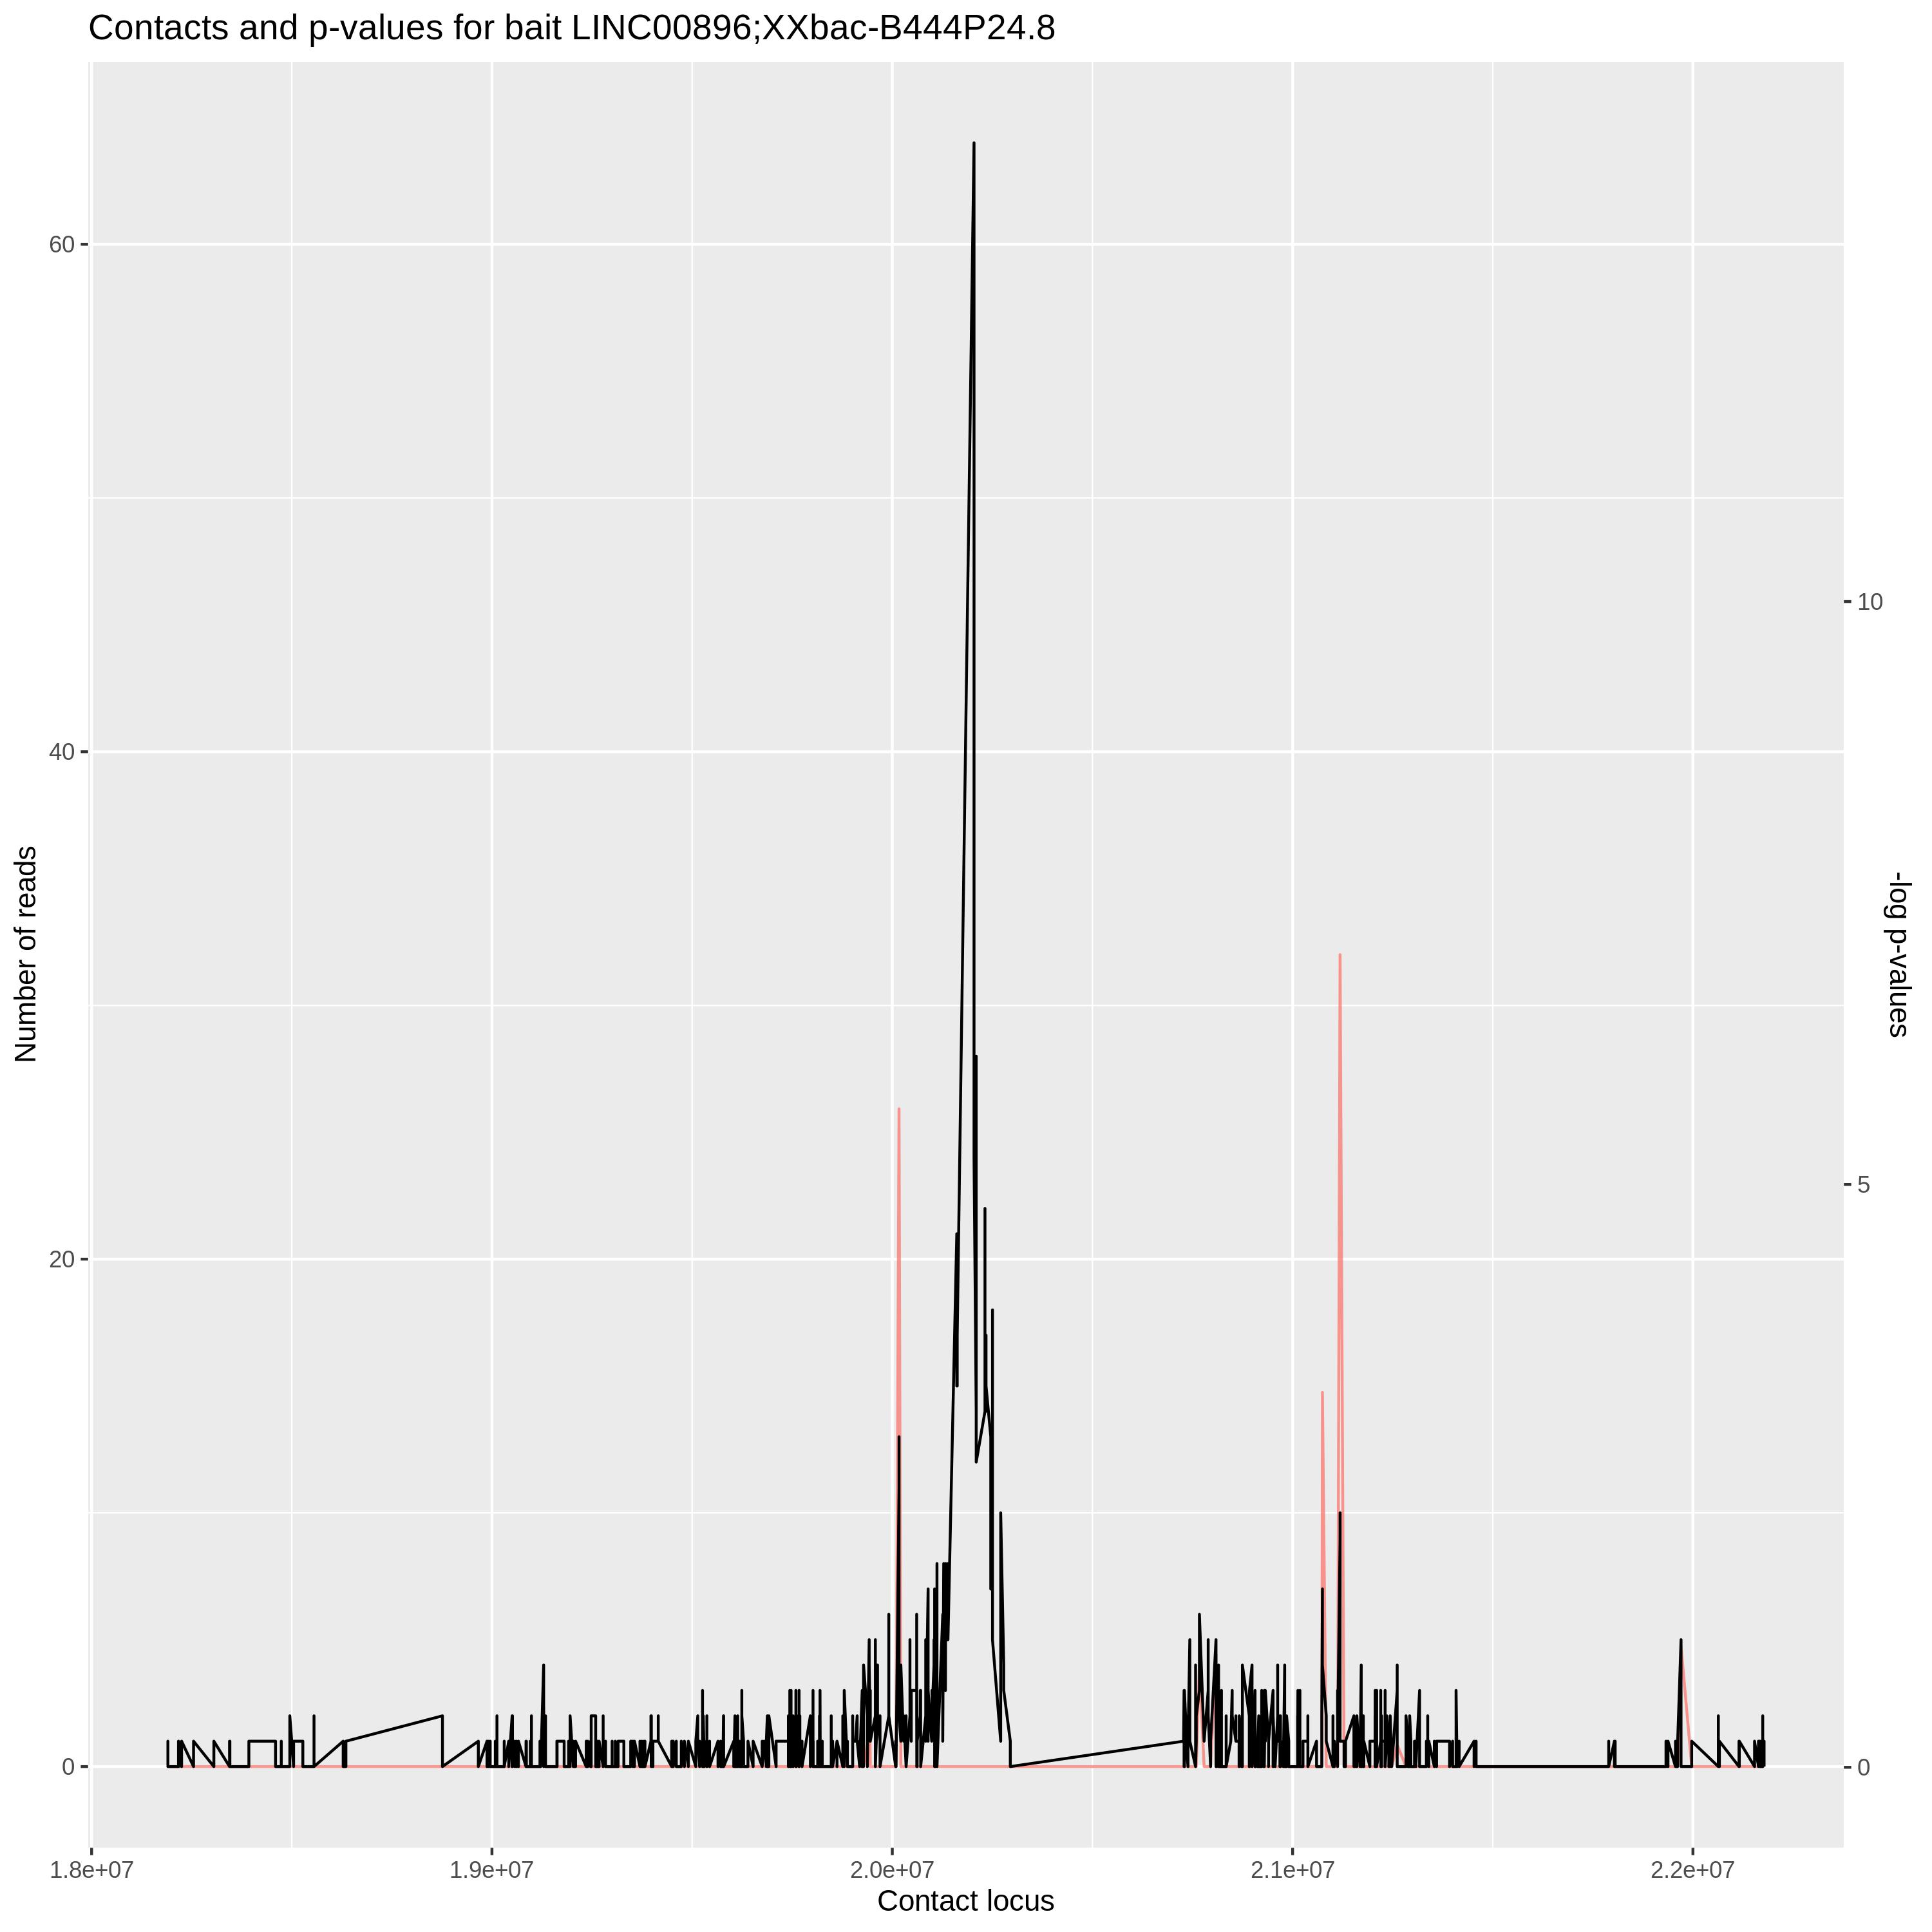 Contacts and p-values for bait LINC00896;XXbac-B444P24.8
60
40
20
0
Number of reads
10
5
0
-log p-values
1.8e+07
1.9e+07
2.0e+07
2.1e+07
2.2e+07
Contact locus